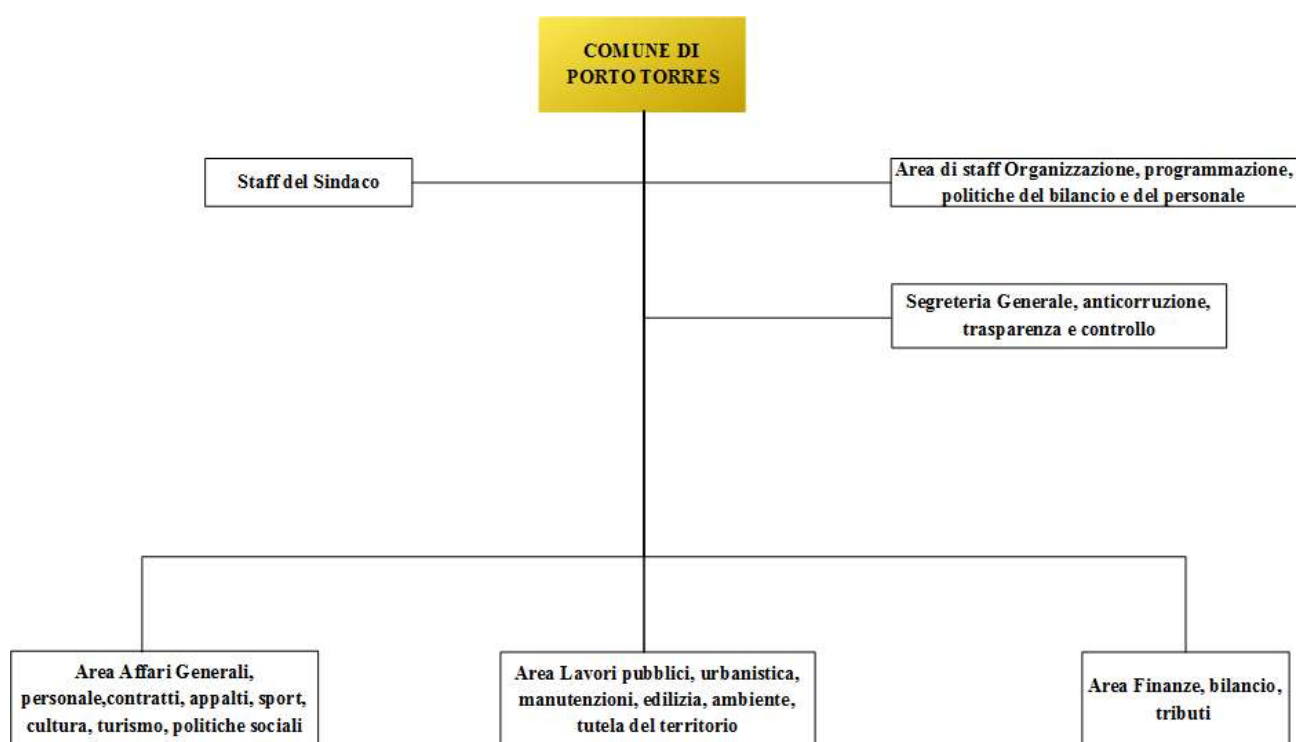 COMUNE DI
PORTO TORRES
Staff del Sindaco
Area di staff Organizzazione, programmazione,
politiche del bilancio e del personale
Segreteria Generale, anticorruzione,
trasparenza e controllo
Area Affari Generali,
personale,contratti, appalti, sport,
cultura, turismo, politiche sociali
Area Lavori pubblici, urbanistica,
manutenzioni, edilizia, ambiente,
tutela del territorio
Area Finanze, bilancio,
tributi